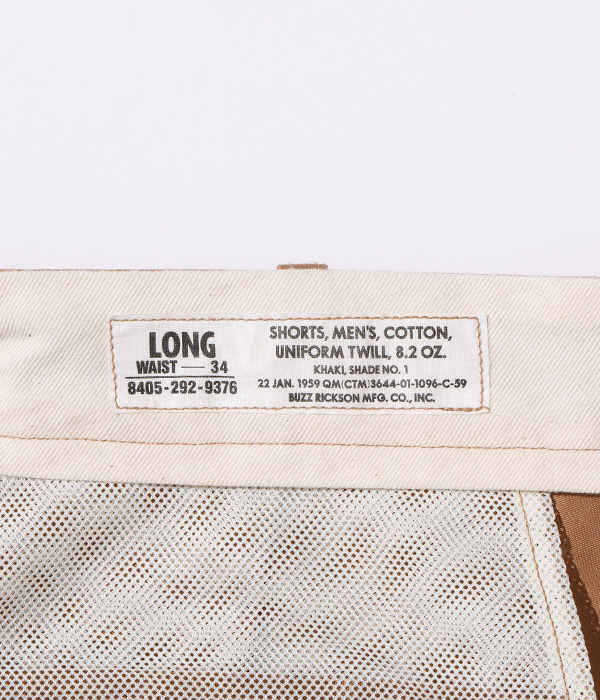 LONG
WAIST — 34
8405-292-9376
SHORTS, MEN'S, COTTON,
UNIFORM TWILL, 8.2 OZ.
KHAKI, SHADE NO. 1
22 JAN. 1959 QM(CTM)3644-01-1096-C-59
BUZZ RICKSON MFG. CO., INC.